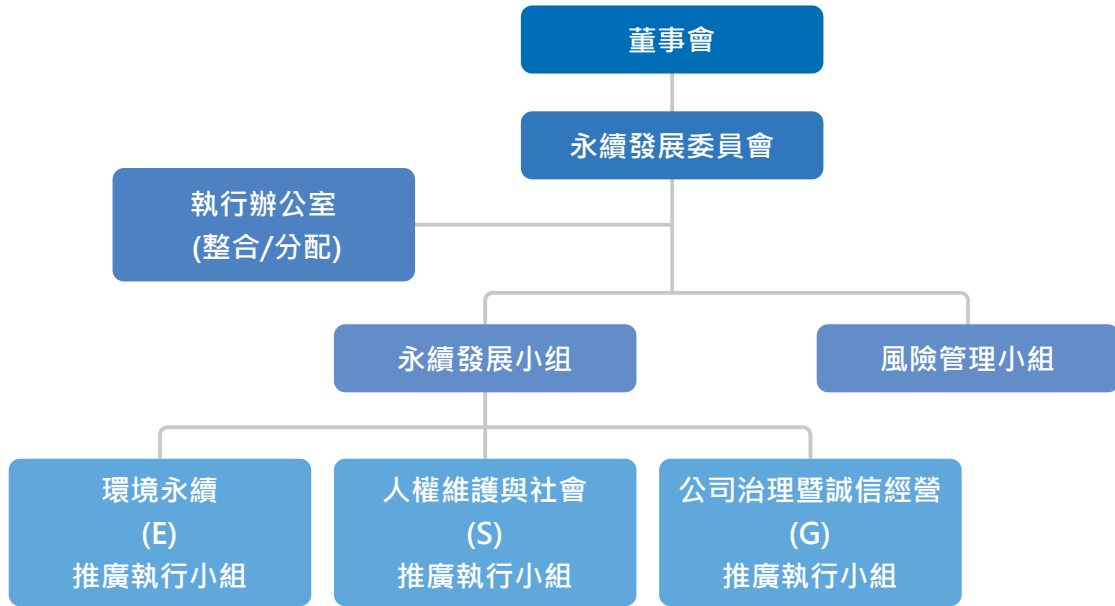 董事會
永續發展委員會
執行辦公室
(整合/分配)
永續發展小组
風險管理小組
環境永續
(E)
推廣執行小組
人權維護與社會
(S)
推廣執行小組
公司治理暨誠信經營
(G)
推廣執行小組